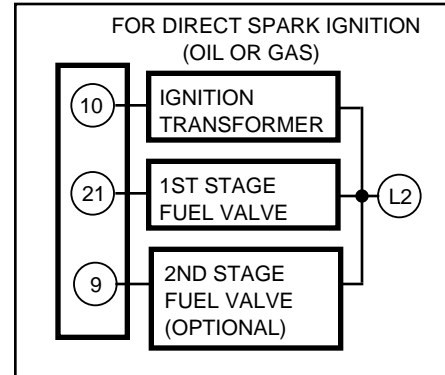 FOR DIRECT SPARK IGNITION
(OIL OR GAS)
10
IGNITION
TRANSFORMER
21
1ST STAGE
FUEL VALVE
L2
9
2ND STAGE
FUEL VALVE
(OPTIONAL)